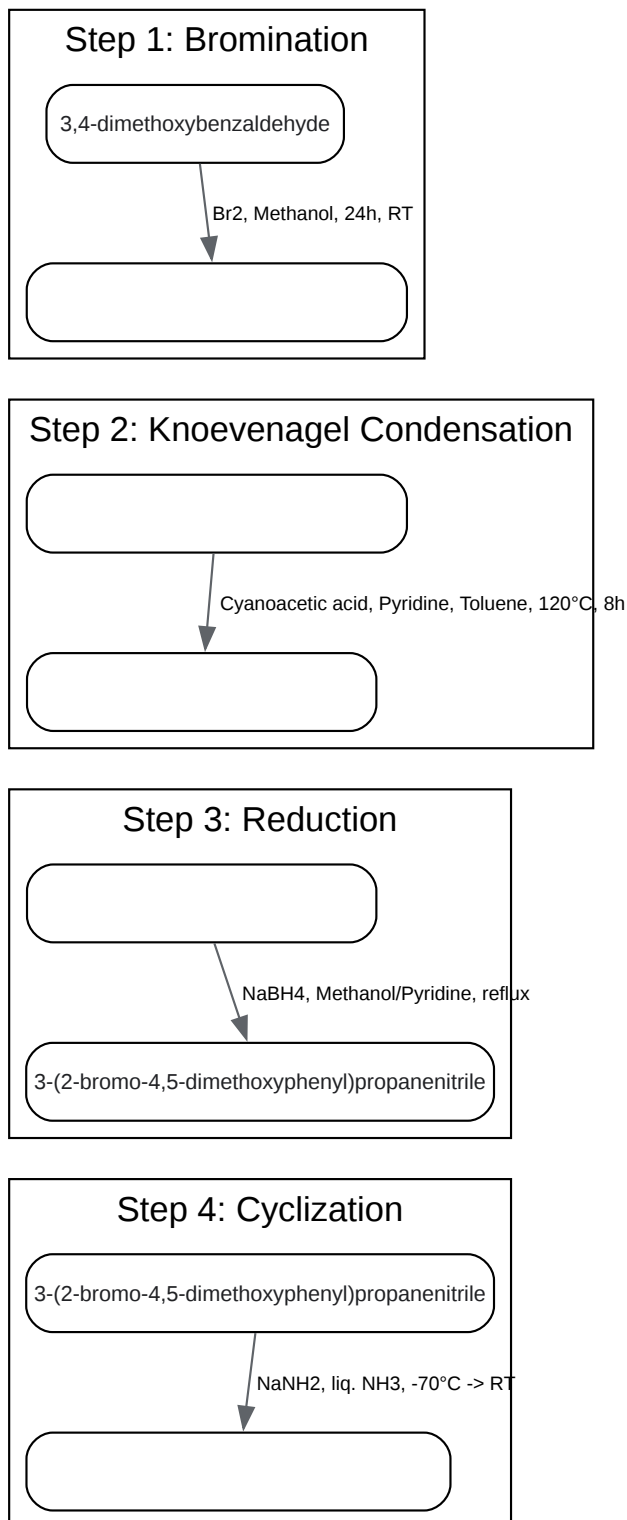 Step 1: Bromination
3,4-dimethoxybenzaldehyde
Br2, Methanol, 24h, RT
Step 2: Knoevenagel Condensation
Cyanoacetic acid, Pyridine, Toluene, 120°C, 8h
Step 3: Reduction
NaBH4, Methanol/Pyridine, reflux
3-(2-bromo-4,5-dimethoxyphenyl)propanenitrile
Step 4: Cyclization
3-(2-bromo-4,5-dimethoxyphenyl)propanenitrile
NaNH2, liq. NH3, -70°C -> RT